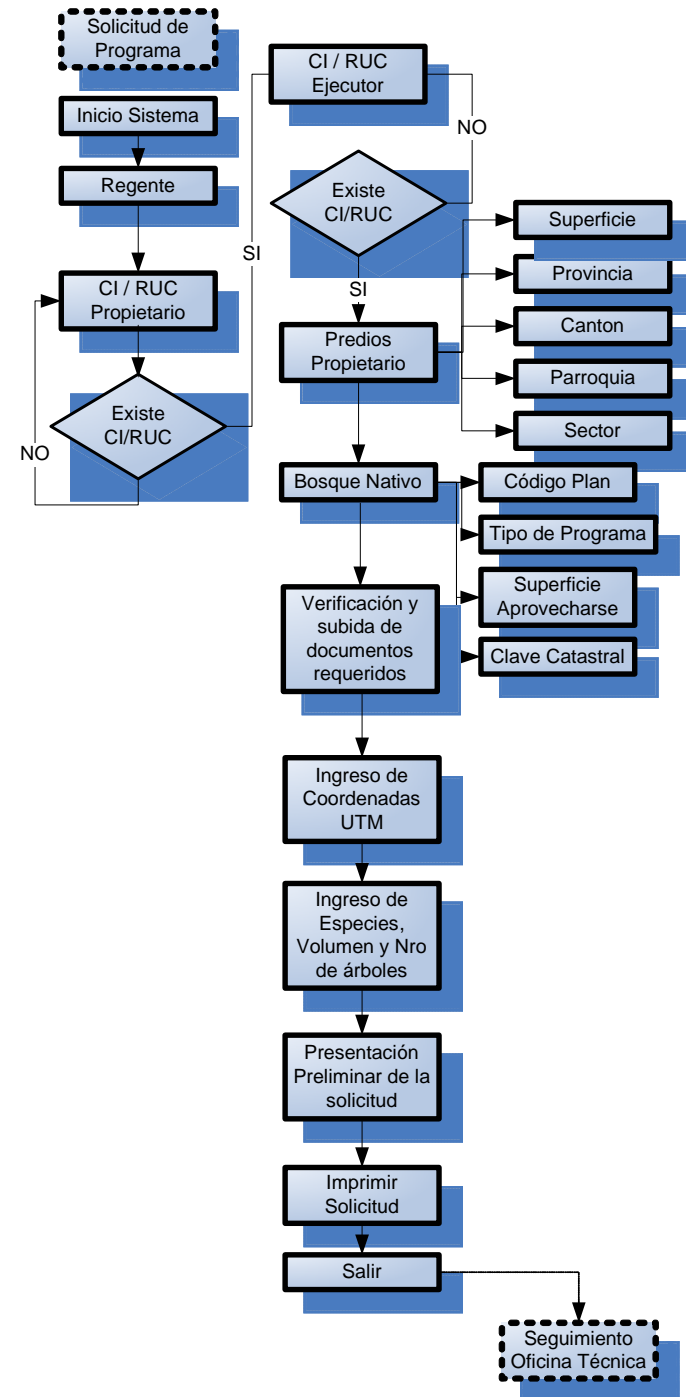 Solicitud de
Programa
Inicio Sistema
Regente
CI / RUC
Propietario
Existe
CI/RUC
NO
SI
CI / RUC
Ejecutor
NO
Existe
CI/RUC
SI
Predios
Propietario
Superficie
Provincia
Canton
Parroquia
Sector
Bosque Nativo
Código Plan
Tipo de Programa
Superficie
Aprovecharse
Clave Catastral
Verificación y
subida de
documentos
requeridos
Ingreso de
Coordenadas
UTM
Ingreso de
Especies,
Volumen y Nro
de árboles
Presentación
Preliminar de la
solicitud
Imprimir
Solicitud
Salir
Seguimiento
Oficina Técnica